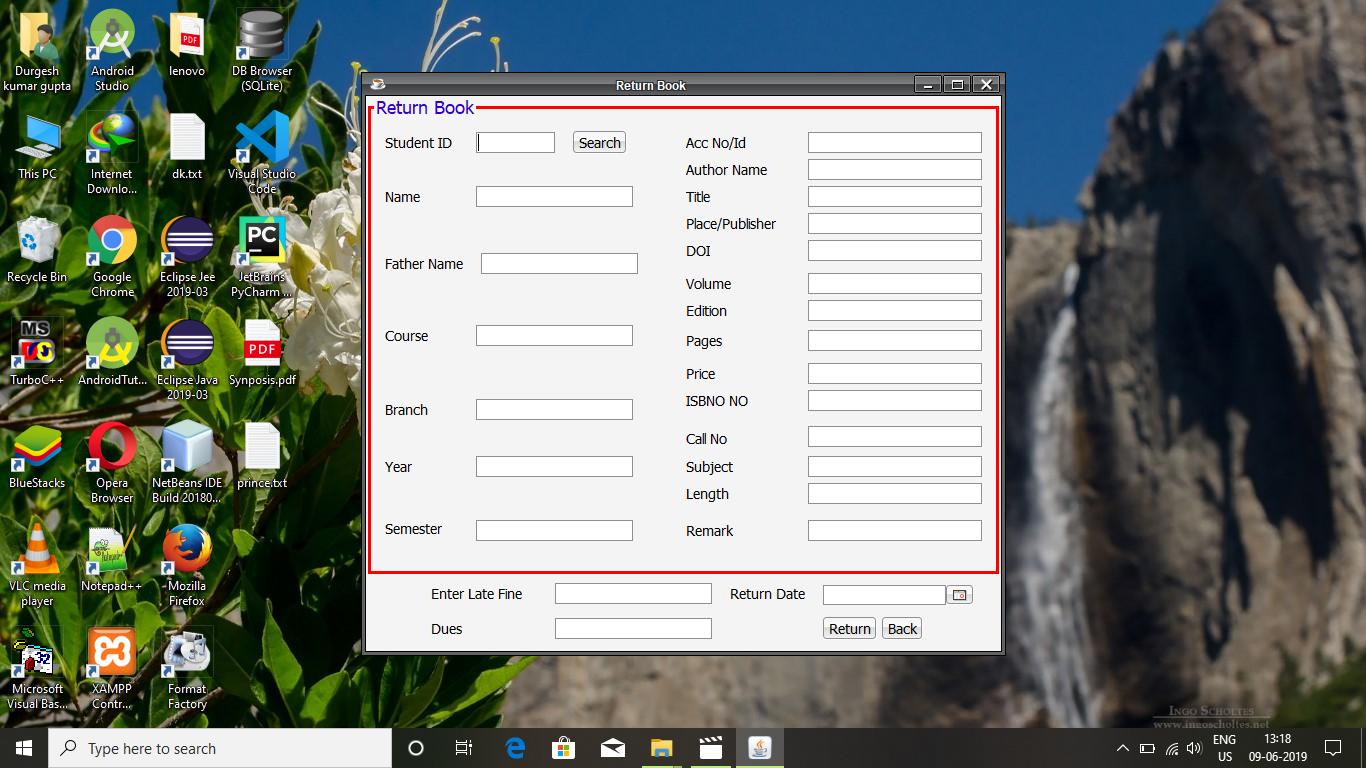 Durgesh
kumar gupta
Android
Studio
lenovo
DB Browser
(SQLite)
This PC
Internet
Downlo...
dk.txt
Visual Studio
Code
Recycle Bin
Google
Chrome
Eclipse Jee
2019-03
JetBrains
PyCharm ...
TurboC++
AndroidTut...
Eclipse Java
2019-03
Synposis.pdf
BlueStacks
Opera
Browser
NetBeans IDE
Build 20180...
prince.txt
VLC media
player
Notepad++
Mozilla
Firefox
Microsoft
Visual Bas...
XAMPP
Contr...
Format
Factory
PDF
PC
MS
PDF
32
Return Book
Return Book
Student ID
Search
Name
Father Name
Course
Branch
Year
Semester
Acc No/Id
Author Name
Title
Place/Publisher
DOI
Volume
Edition
Pages
Price
ISBNO NO
Call No
Subject
Length
Remark
Enter Late Fine
Return Date
Dues
Return Back
Ingo Scholtes
www.ingoscholtes.net
Type here to search
ENG
US
13:18
09-06-2019